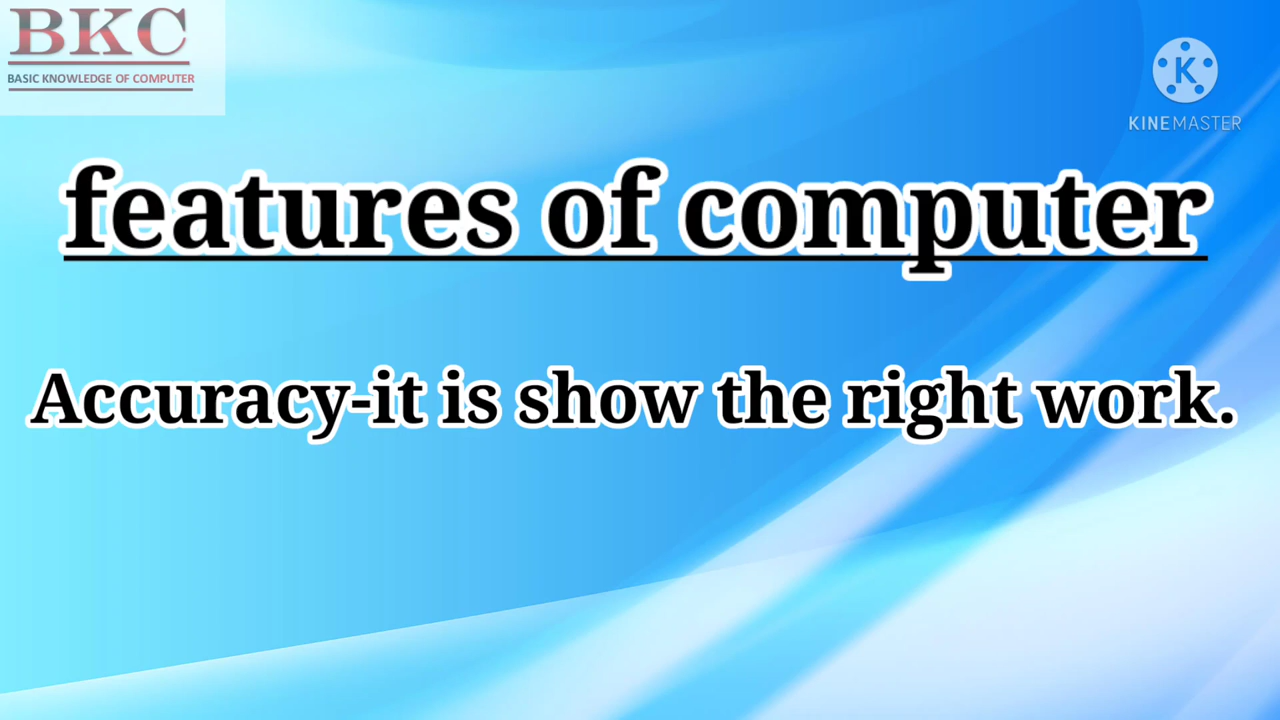 BKC
BASIC KNOWLEDGE OF COMPUTER
K
KINEMASTER
features of computer
Accuracy-it is show the right work.